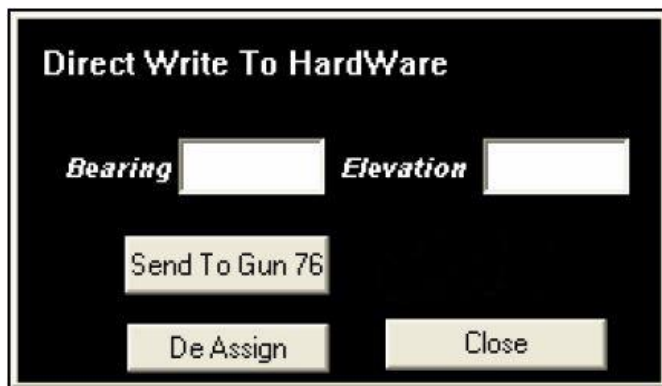 Direct Write To HardWare
Bearing Elevation
Send To Gun 76
De Assign Close